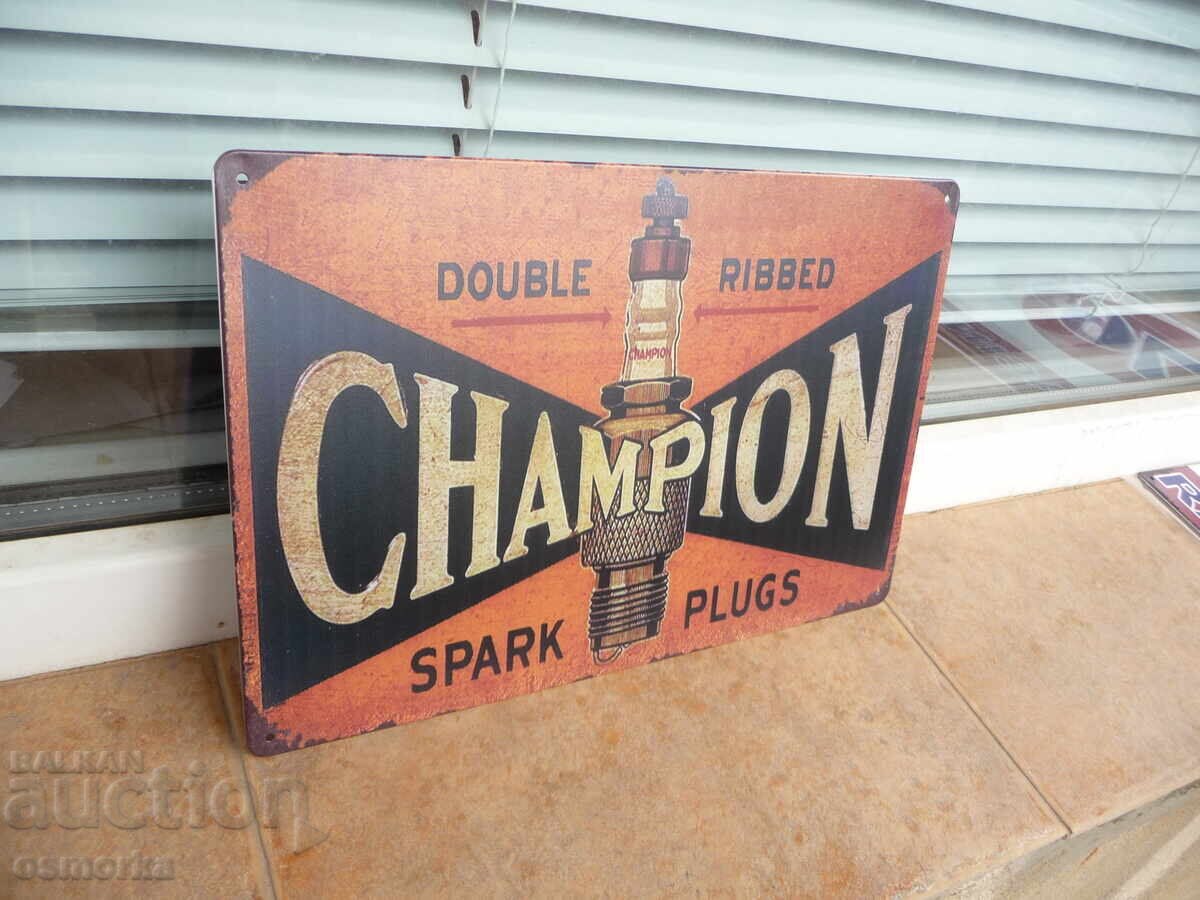 DOUBLE RIBBED
CHAMPION
CHAMPION
SPARK PLUGS
BALKAN
auction
osmorka